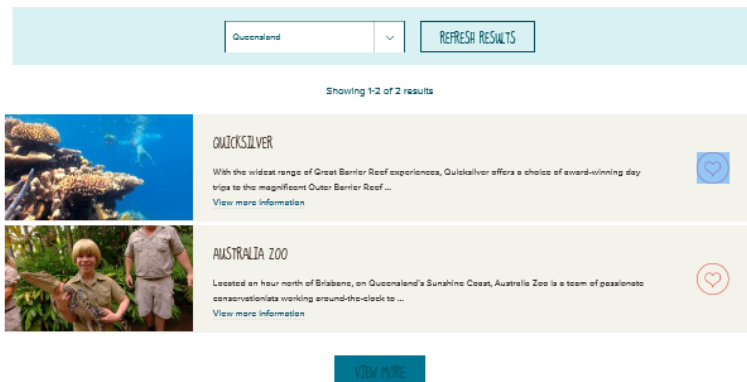 Queensland
REFRESH RESULTS
Showing 1-2 of 2 results
QUICKSILVER
With the widest range of Great Barrier Reef experiences, Quicksilver offers a choice of award-winning day
trips to the magnificent Outer Barrier Reef ...
View more information
AUSTRALIA ZOO
Located an hour north of Brisbane, on Queensland's Sunshine Coast, Australia Zoo is a team of passionate
conservationists working around-the-clock to ...
View more information
VIEW MORE